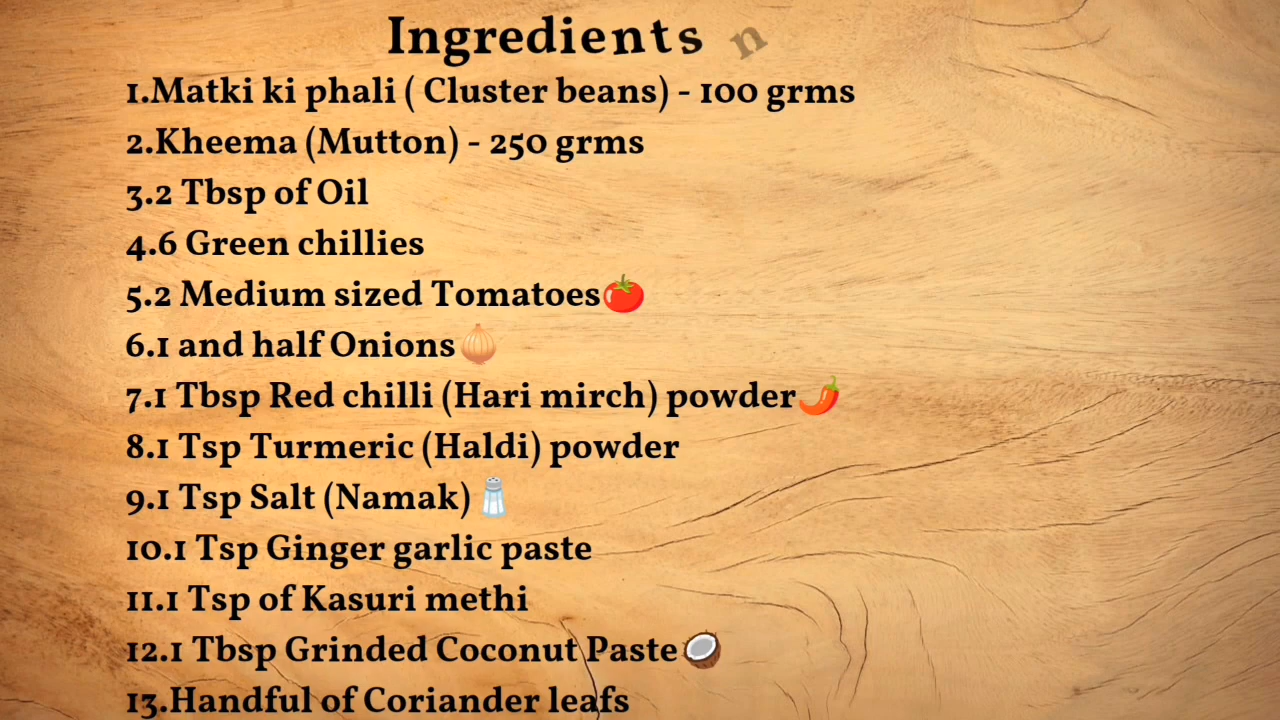 Ingredients n
1.Matki ki phali ( Cluster beans) - 100 grms
2.Kheema (Mutton) - 250 grms
3.2 Tbsp of Oil
4.6 Green chillies
5.2 Medium sized Tomatoes🍅
6.1 and half Onions🧅
7.1 Tbsp Red chilli (Hari mirch) powder🌶️
8.1 Tsp Turmeric (Haldi) powder
9.1 Tsp Salt (Namak)🧂
10.1 Tsp Ginger garlic paste
11.1 Tsp of Kasuri methi
12.1 Tbsp Grinded Coconut Paste🥥
13.Handful of Coriander leafs